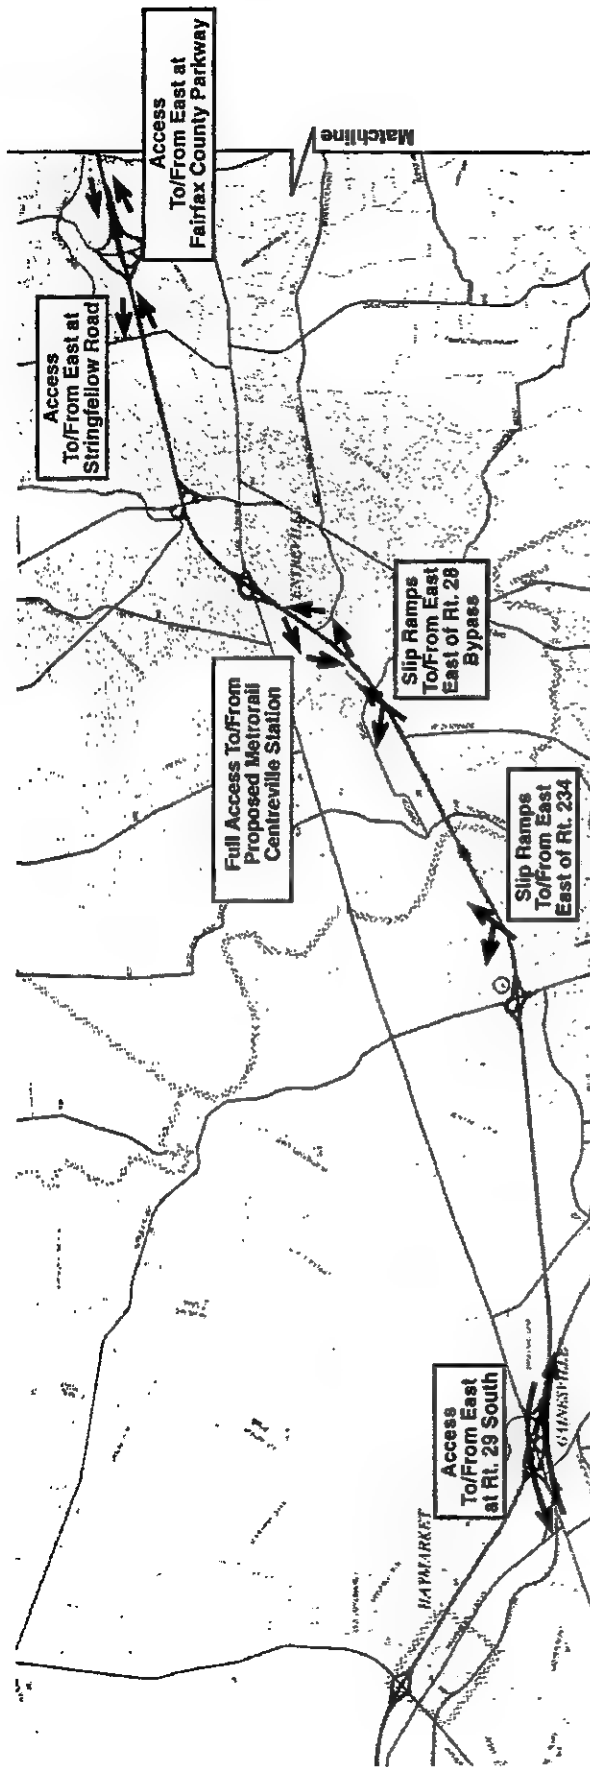 Access
To/From East at
Fairfax County Parkway
Matchline
Access
To/From East at
Stringfellow Road
Slip Ramps
To/From East
East of Rt. 28
Bypass
Full Access To/From
Proposed Metrorail
Centreville Station
Slip Ramps
To/From East
East of Rt. 234
Access
To/From East
at Rt. 29 South
GAINESVILLE
HAYMARKET